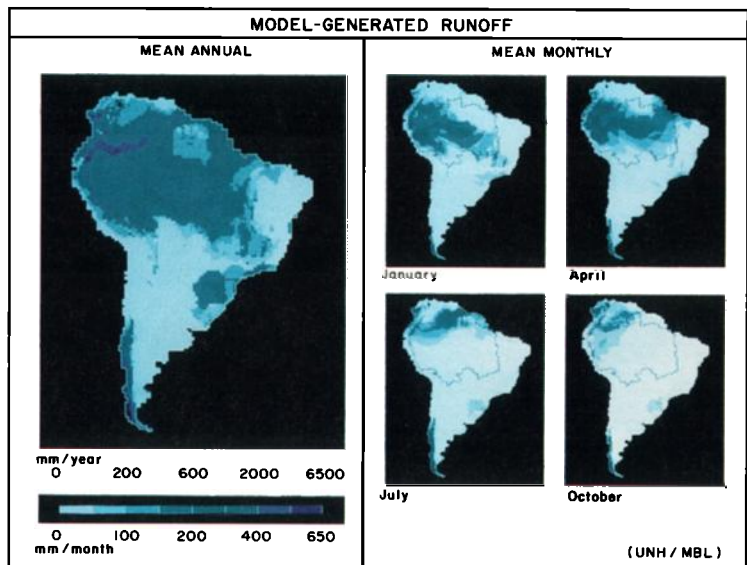 MODEL-GENERATED RUNOFF
MEAN ANNUAL
MEAN MONTHLY
January
April
July
October
mm/year
0 200 600 2000 6500
0 100 200 400 650
mm/month
(UNH / MBL)